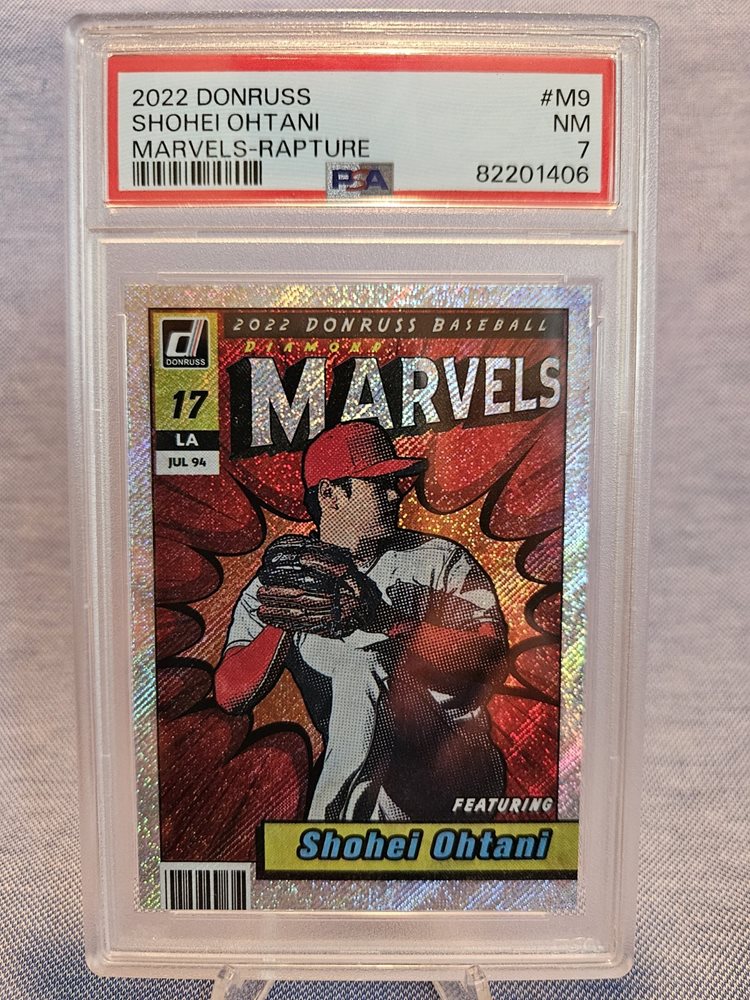 2022 DONRUSS #M9
SHOHEI OHTANI NM
MARVELS-RAPTURE 7
PSA 82201406
2022 DONRUSS BASEBALL
DIAMOND
MARVELS
DONRUSS
17
LA
JUL 94
FEATURING
Shohei Ohtani